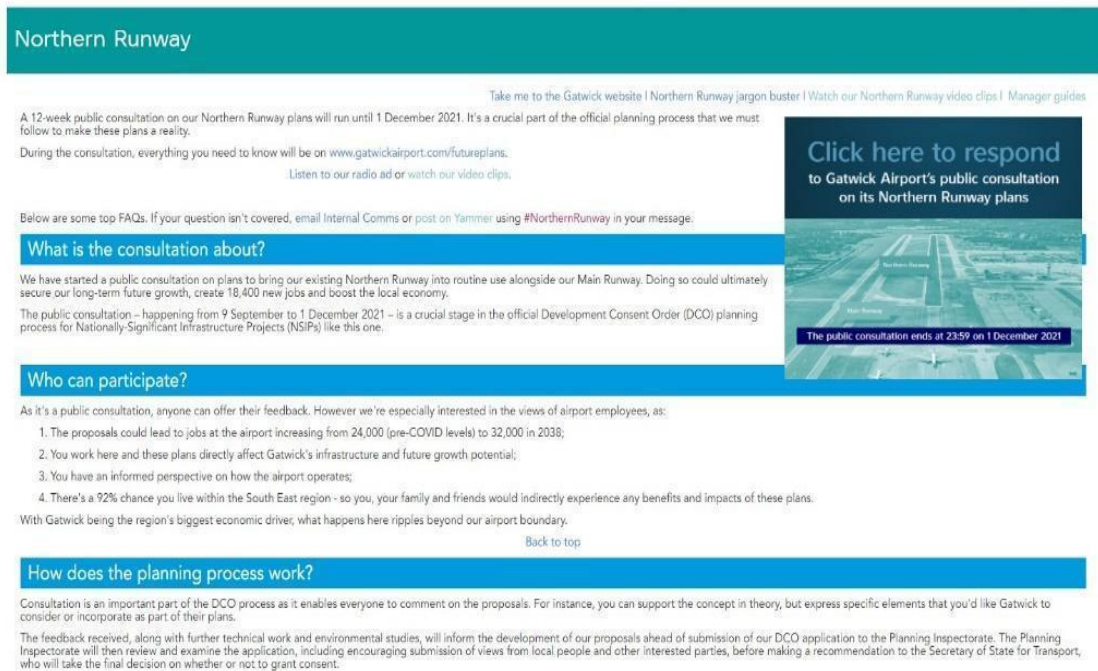 Northern Runway
Take me to the Gatwick website I Northern Runway jargon buster I Watch our Northern Runway video clips I Manager guides
A 12-week public consultation on our Northern Runway plans will run until 1 December 2021. It's a crucial part of the official planning process that we must
follow to make these plans a reality.
During the consultation, everything you need to know will be on www.gatwickairport.com/futureplans.
Listen to our radio ad or watch our video clips.
Below are some top FAQs. If your question isn't covered, email Internal Comms or post on Yammer using #NorthernRunway in your message.
Click here to respond
to Gatwick Airport's public consultation
on its Northern Runway plans
Northern Runway
Main Runway
The public consultation ends at 23:59 on 1 December 2021
What is the consultation about?
We have started a public consultation on plans to bring our existing Northern Runway into routine use alongside our Main Runway. Doing so could ultimately
secure our long-term future growth, create 18,400 new jobs and boost the local economy.
The public consultation – happening from 9 September to 1 December 2021 – is a crucial stage in the official Development Consent Order (DCO) planning
process for Nationally-Significant Infrastructure Projects (NSIPs) like this one.
Who can participate?
As it's a public consultation, anyone can offer their feedback. However we're especially interested in the views of airport employees, as:
1. The proposals could lead to jobs at the airport increasing from 24,000 (pre-COVID levels) to 32,000 in 2038;
2. You work here and these plans directly affect Gatwick's infrastructure and future growth potential;
3. You have an informed perspective on how the airport operates;
4. There's a 92% chance you live within the South East region - so you, your family and friends would indirectly experience any benefits and impacts of these plans.
With Gatwick being the region's biggest economic driver, what happens here ripples beyond our airport boundary.
Back to top
How does the planning process work?
Consultation is an important part of the DCO process as it enables everyone to comment on the proposals. For instance, you can support the concept in theory, but express specific elements that you'd like Gatwick to
consider or incorporate as part of their plans.
The feedback received, along with further technical work and environmental studies, will inform the development of our proposals ahead of submission of our DCO application to the Planning Inspectorate. The Planning
Inspectorate will then review and examine the application, including encouraging submission of views from local people and other interested parties, before making a recommendation to the Secretary of State for Transport,
who will take the final decision on whether or not to grant consent.